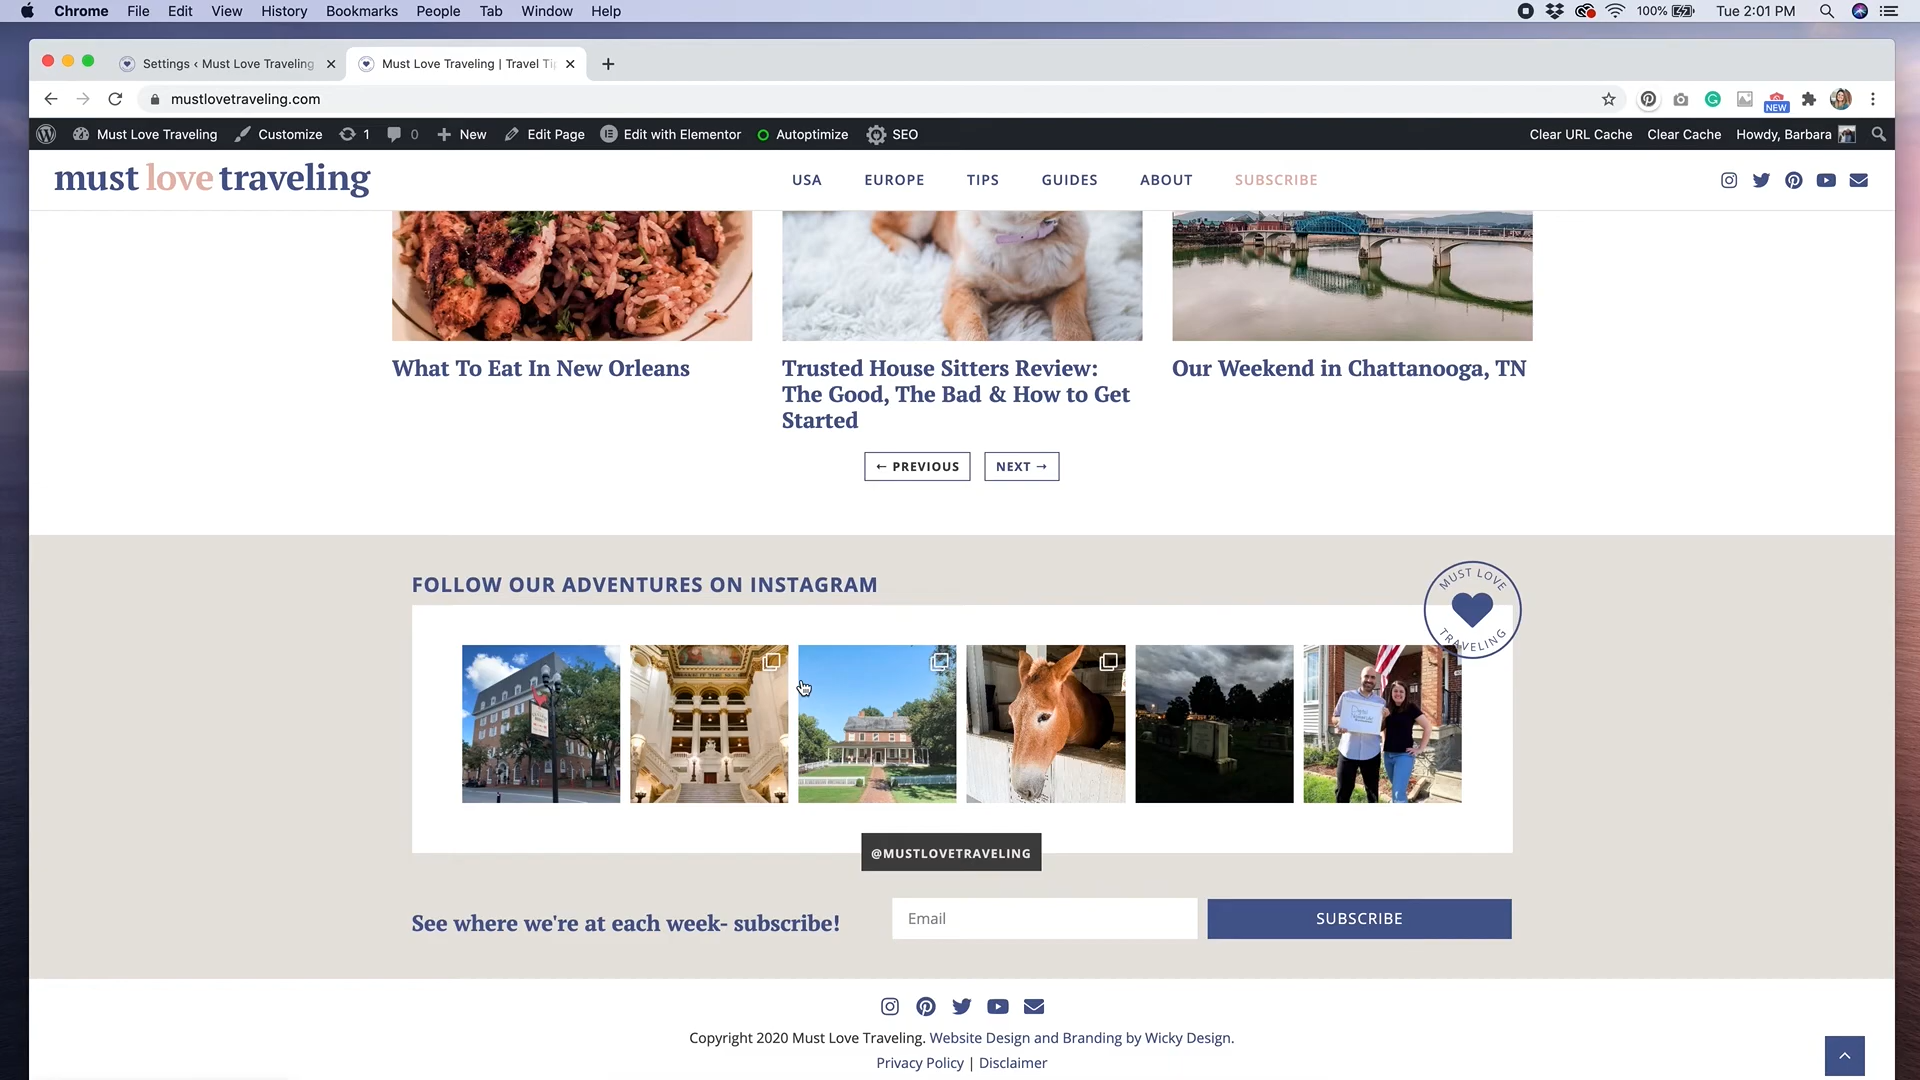 Chrome File Edit View History Bookmarks People Tab Window Help 100% Tue 2:01 PM
Settings ‹ Must Love Traveling
Must Love Traveling | Travel Ti
mustlovetraveling.com
NEW
Must Love Traveling Customize 1 0 New Edit Page Edit with Elementor Autoptimize SEO Clear URL Cache Clear Cache Howdy, Barbara
must love traveling
USA EUROPE TIPS GUIDES ABOUT SUBSCRIBE
What To Eat In New Orleans
Trusted House Sitters Review:
The Good, The Bad & How to Get
Started
Our Weekend in Chattanooga, TN
← PREVIOUS NEXT →
FOLLOW OUR ADVENTURES ON INSTAGRAM
MUST LOVE
TRAVELING
@MUSTLOVETRAVELING
See where we're at each week- subscribe!
Email
SUBSCRIBE
Copyright 2020 Must Love Traveling. Website Design and Branding by Wicky Design.
Privacy Policy | Disclaimer